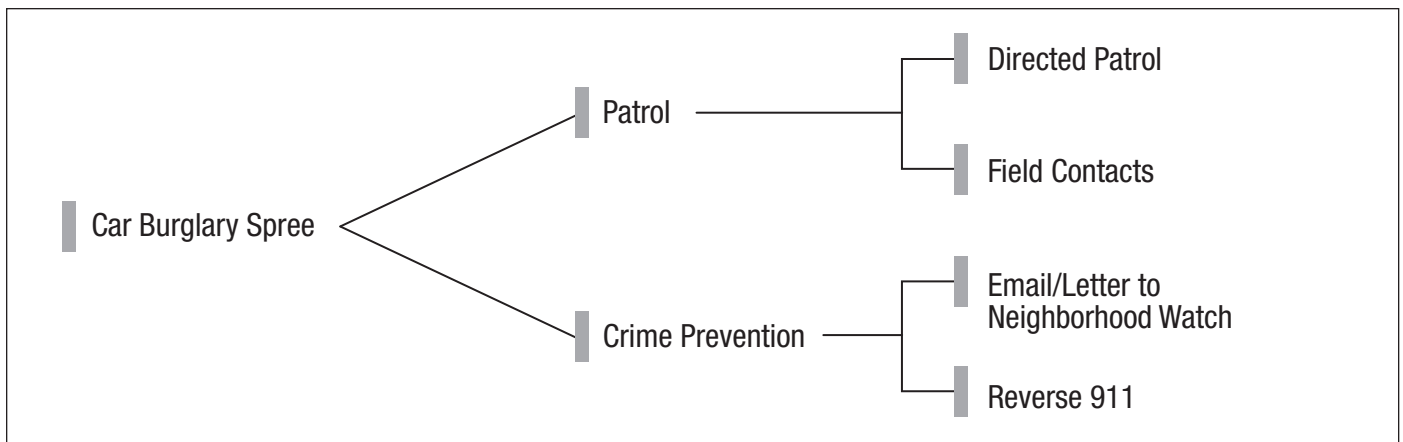 Car Burglary Spree
Patrol
Directed Patrol
Field Contacts
Crime Prevention
Email/Letter to
Neighborhood Watch
Reverse 911